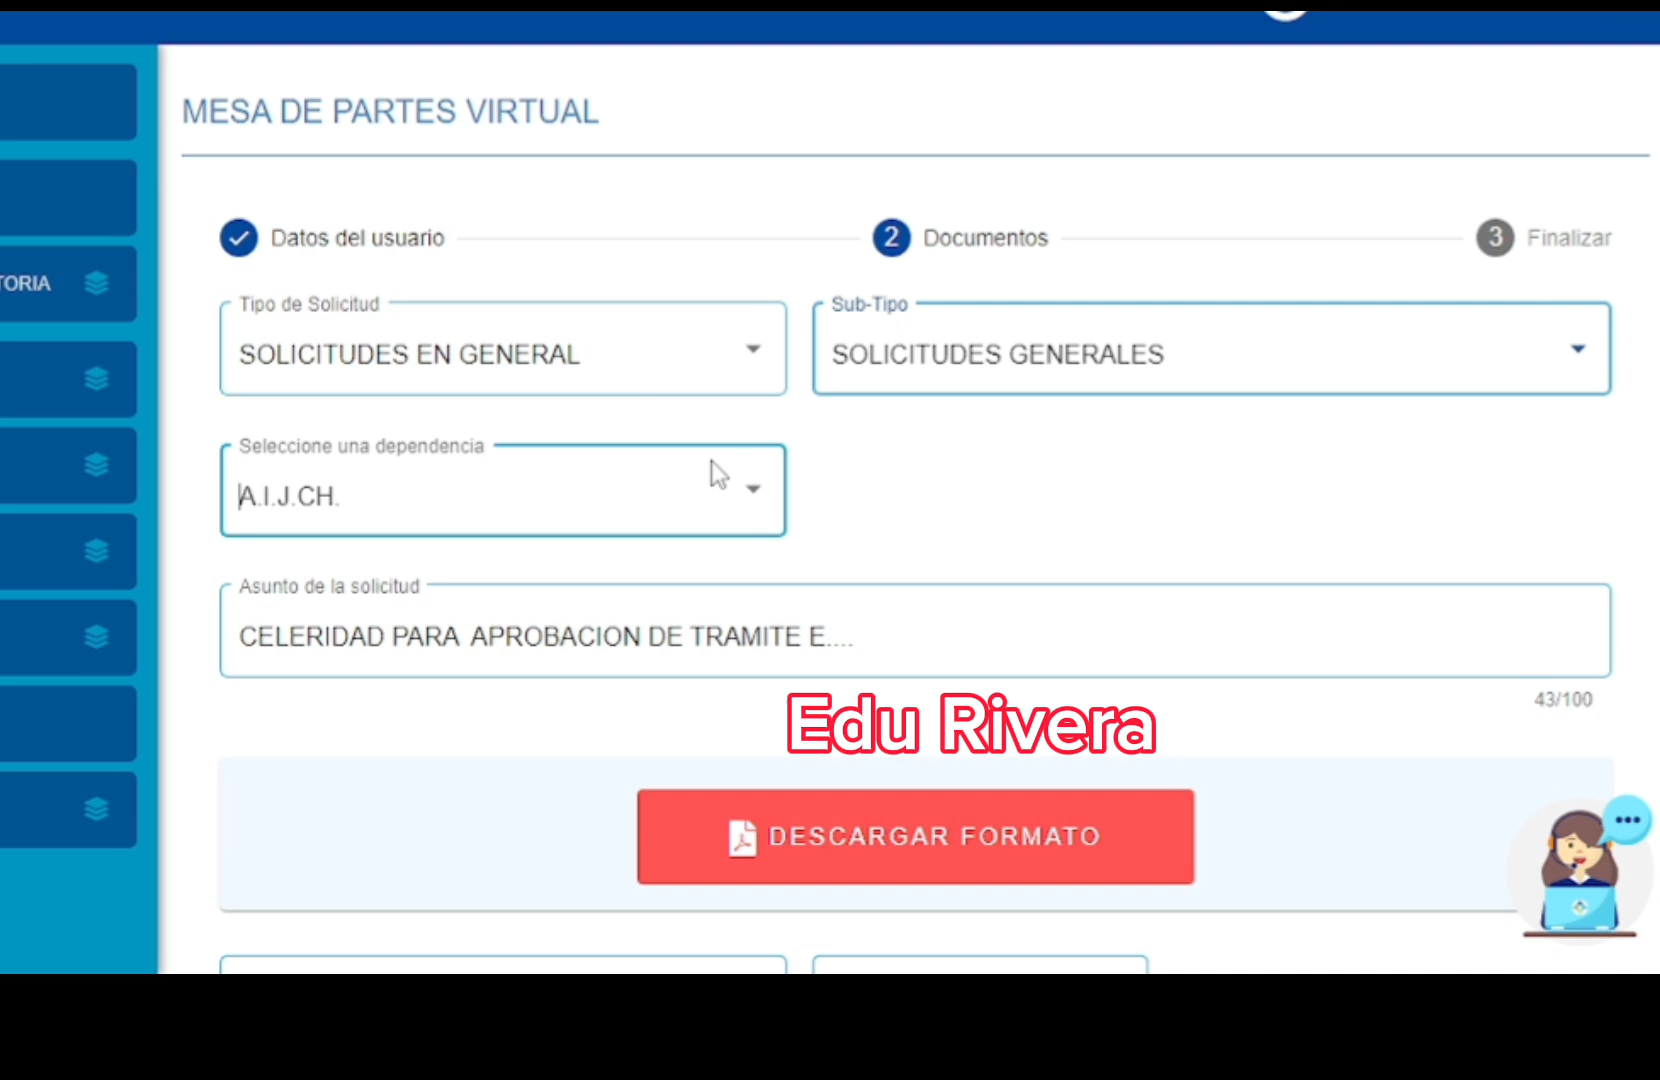 MESA DE PARTES VIRTUAL
Datos del usuario
2 Documentos
3 Finalizar
TORIA
Tipo de Solicitud
SOLICITUDES EN GENERAL
Sub-Tipo
SOLICITUDES GENERALES
Seleccione una dependencia
A.I.J.CH.
Asunto de la solicitud
CELERIDAD PARA  APROBACION DE TRAMITE E....
43/100
Edu Rivera
DESCARGAR FORMATO